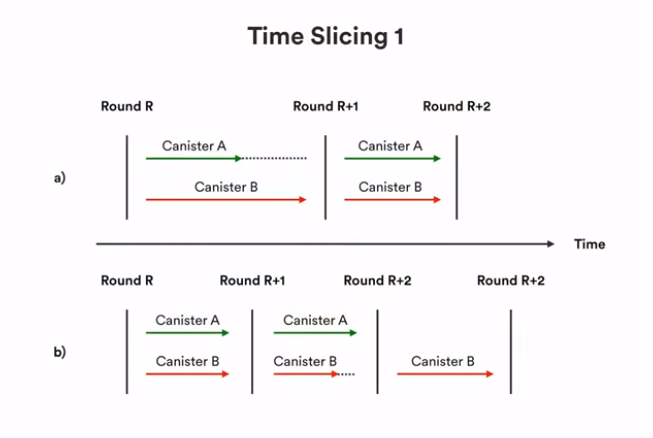 Time Slicing 1
Round R Round R+1 Round R+2
Canister A Canister A
a)
Canister B Canister B
Time
Round R Round R+1 Round R+2 Round R+2
Canister A Canister A
b)
Canister B Canister B Canister B